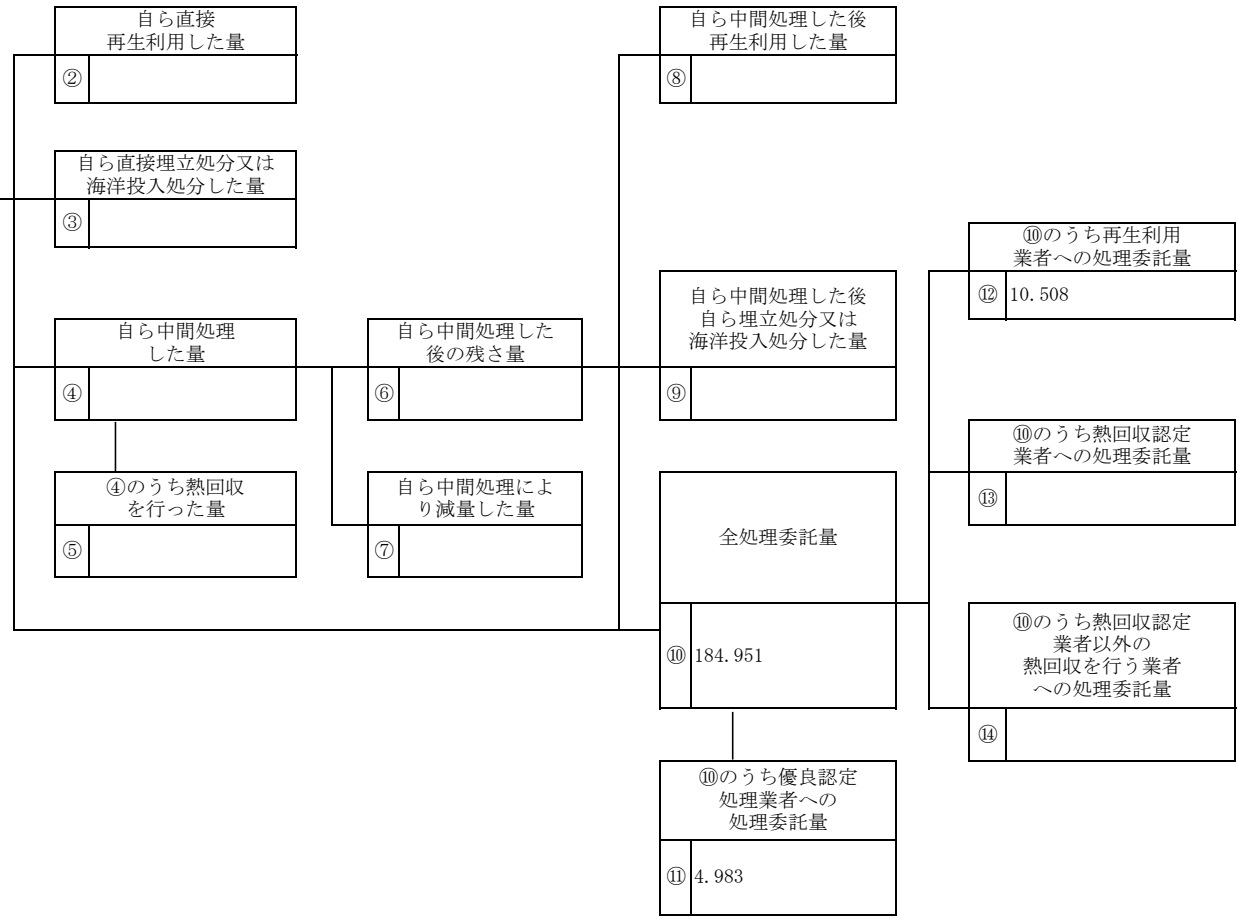 自ら直接
再生利用した量
②
自ら中間処理した後
再生利用した量
⑧
自ら直接埋立処分又は
海洋投入処分した量
③
⑩のうち再生利用
業者への処理委託量
⑫ 10.508
自ら中間処理
した量
④
自ら中間処理した
後の残さ量
⑥
自ら中間処理した後
自ら埋立処分又は
海洋投入処分した量
⑨
⑩のうち熱回収認定
業者への処理委託量
⑬
④のうち熱回収
を行った量
⑤
自ら中間処理によ
り減量した量
⑦
全処理委託量
⑩ 184.951
⑩のうち熱回収認定
業者以外の
熱回収を行う業者
への処理委託量
⑭
⑩のうち優良認定
処理業者への
処理委託量
⑪ 4.983